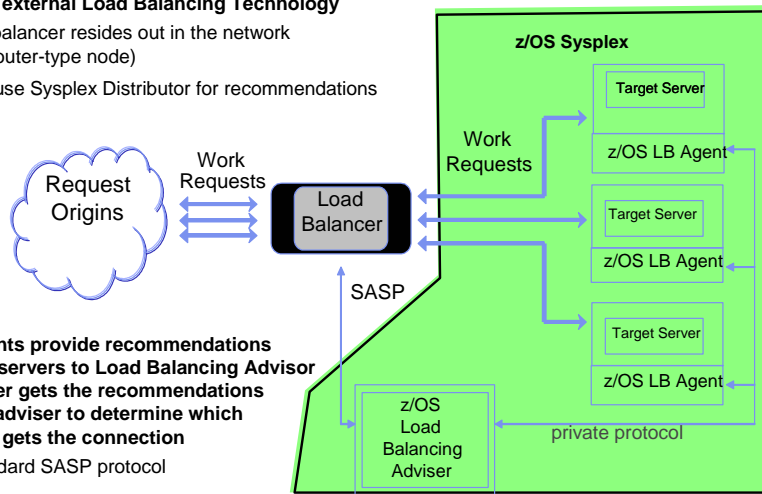 external Load Balancing Technology
balancer resides out in the network
outer-type node)
use Sysplex Distributor for recommendations
z/OS Sysplex
Target Server
z/OS LB Agent
Work
Requests
Work
Requests
Request
Origins
Load
Balancer
Target Server
z/OS LB Agent
SASP
Target Server
z/OS LB Agent
nts provide recommendations
servers to Load Balancing Advisor
er gets the recommendations
adviser to determine which
gets the connection
dard SASP protocol
z/OS
Load
Balancing
Adviser
private protocol